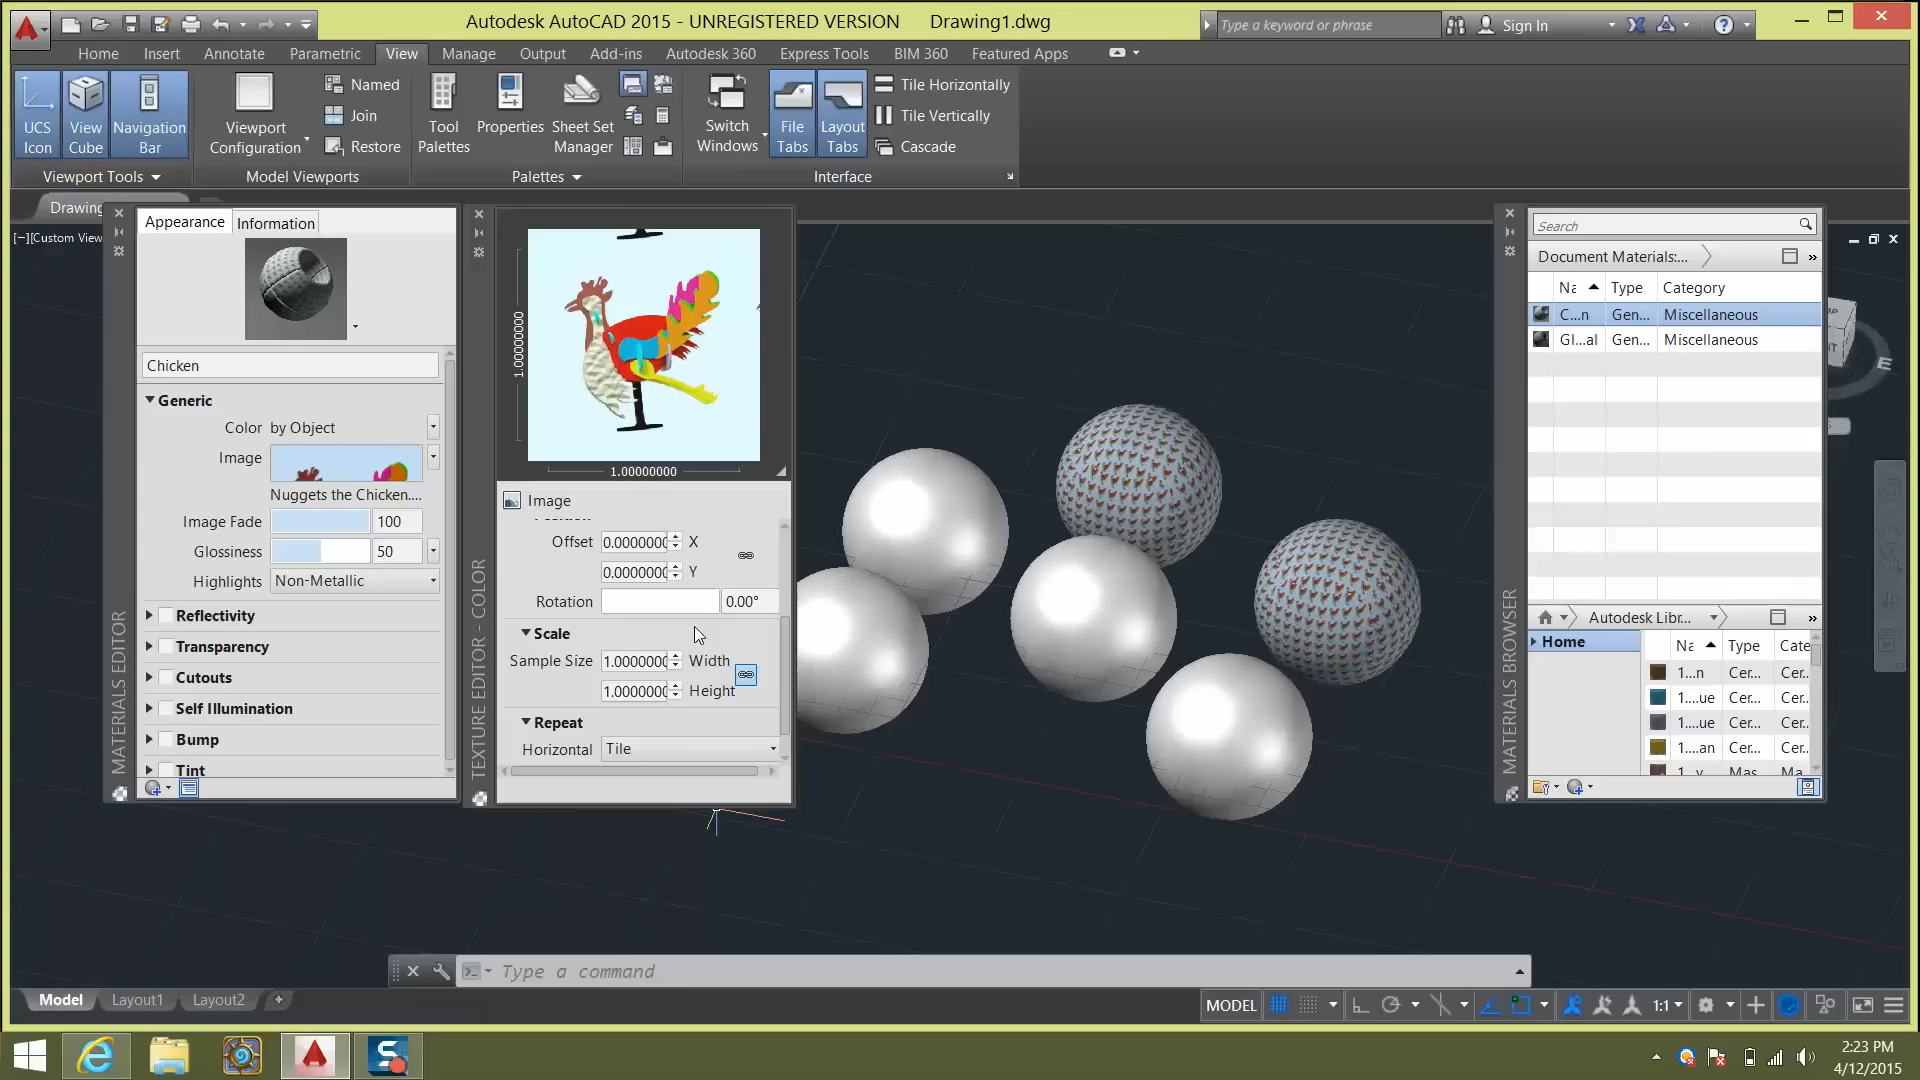 Autodesk AutoCAD 2015 - UNREGISTERED VERSION Drawing1.dwg
Type a keyword or phrase
Sign In
Home Insert Annotate Parametric View Manage Output Add-ins Autodesk 360 Express Tools BIM 360 Featured Apps
UCS Icon
View Cube
Navigation Bar
Viewport Configuration
Named
Join
Restore
Tool Palettes
Properties
Sheet Set Manager
Switch Windows
File Tabs
Layout Tabs
Tile Horizontally
Tile Vertically
Cascade
Viewport Tools
Model Viewports
Palettes
Interface
Drawing
[−][Custom View
Appearance
Information
Chicken
Generic
Color by Object
Image
Nuggets the Chicken....
Image Fade 100
Glossiness 50
Highlights Non-Metallic
Reflectivity
Transparency
Cutouts
Self Illumination
Bump
Tint
MATERIALS EDITOR
1.00000000
1.00000000
Image
Offset 0.0000000 X
0.0000000 Y
Rotation 0.00°
Scale
Sample Size 1.0000000 Width
1.0000000 Height
Repeat
Horizontal Tile
TEXTURE EDITOR - COLOR
Search
Document Materials:...
Na Type Category
C...n Gen... Miscellaneous
Gl...al Gen... Miscellaneous
Autodesk Libr...
Home
Na Type Cate
1...n Cer... Cer..
1....ue Cer... Cer..
1....ue Cer... Cer..
1....an Cer... Cer..
MATERIALS BROWSER
E
Type a command
Model Layout1 Layout2
MODEL
1:1
2:23 PM
4/12/2015